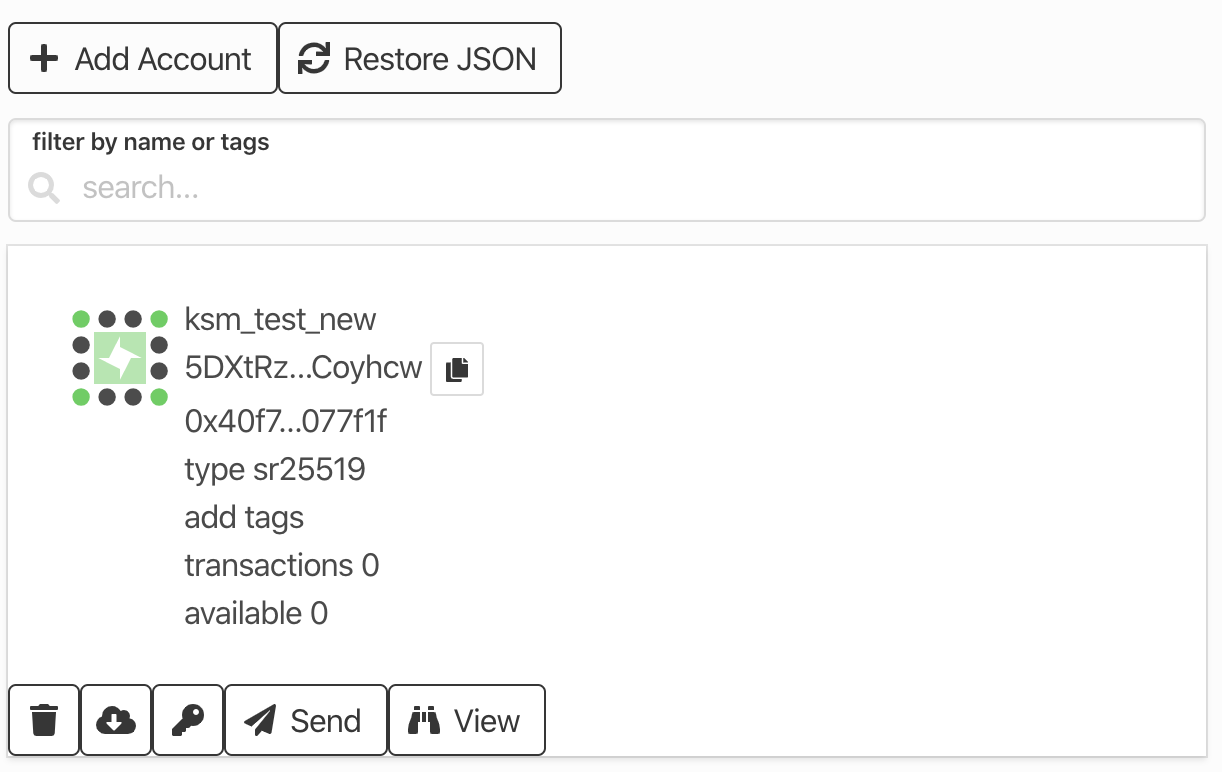 Add Account Restore JSON
filter by name or tags
search...
ksm_test_new
5DXtRz...Coyhcw
0x40f7...077f1f
type sr25519
add tags
transactions 0
available 0
Send View